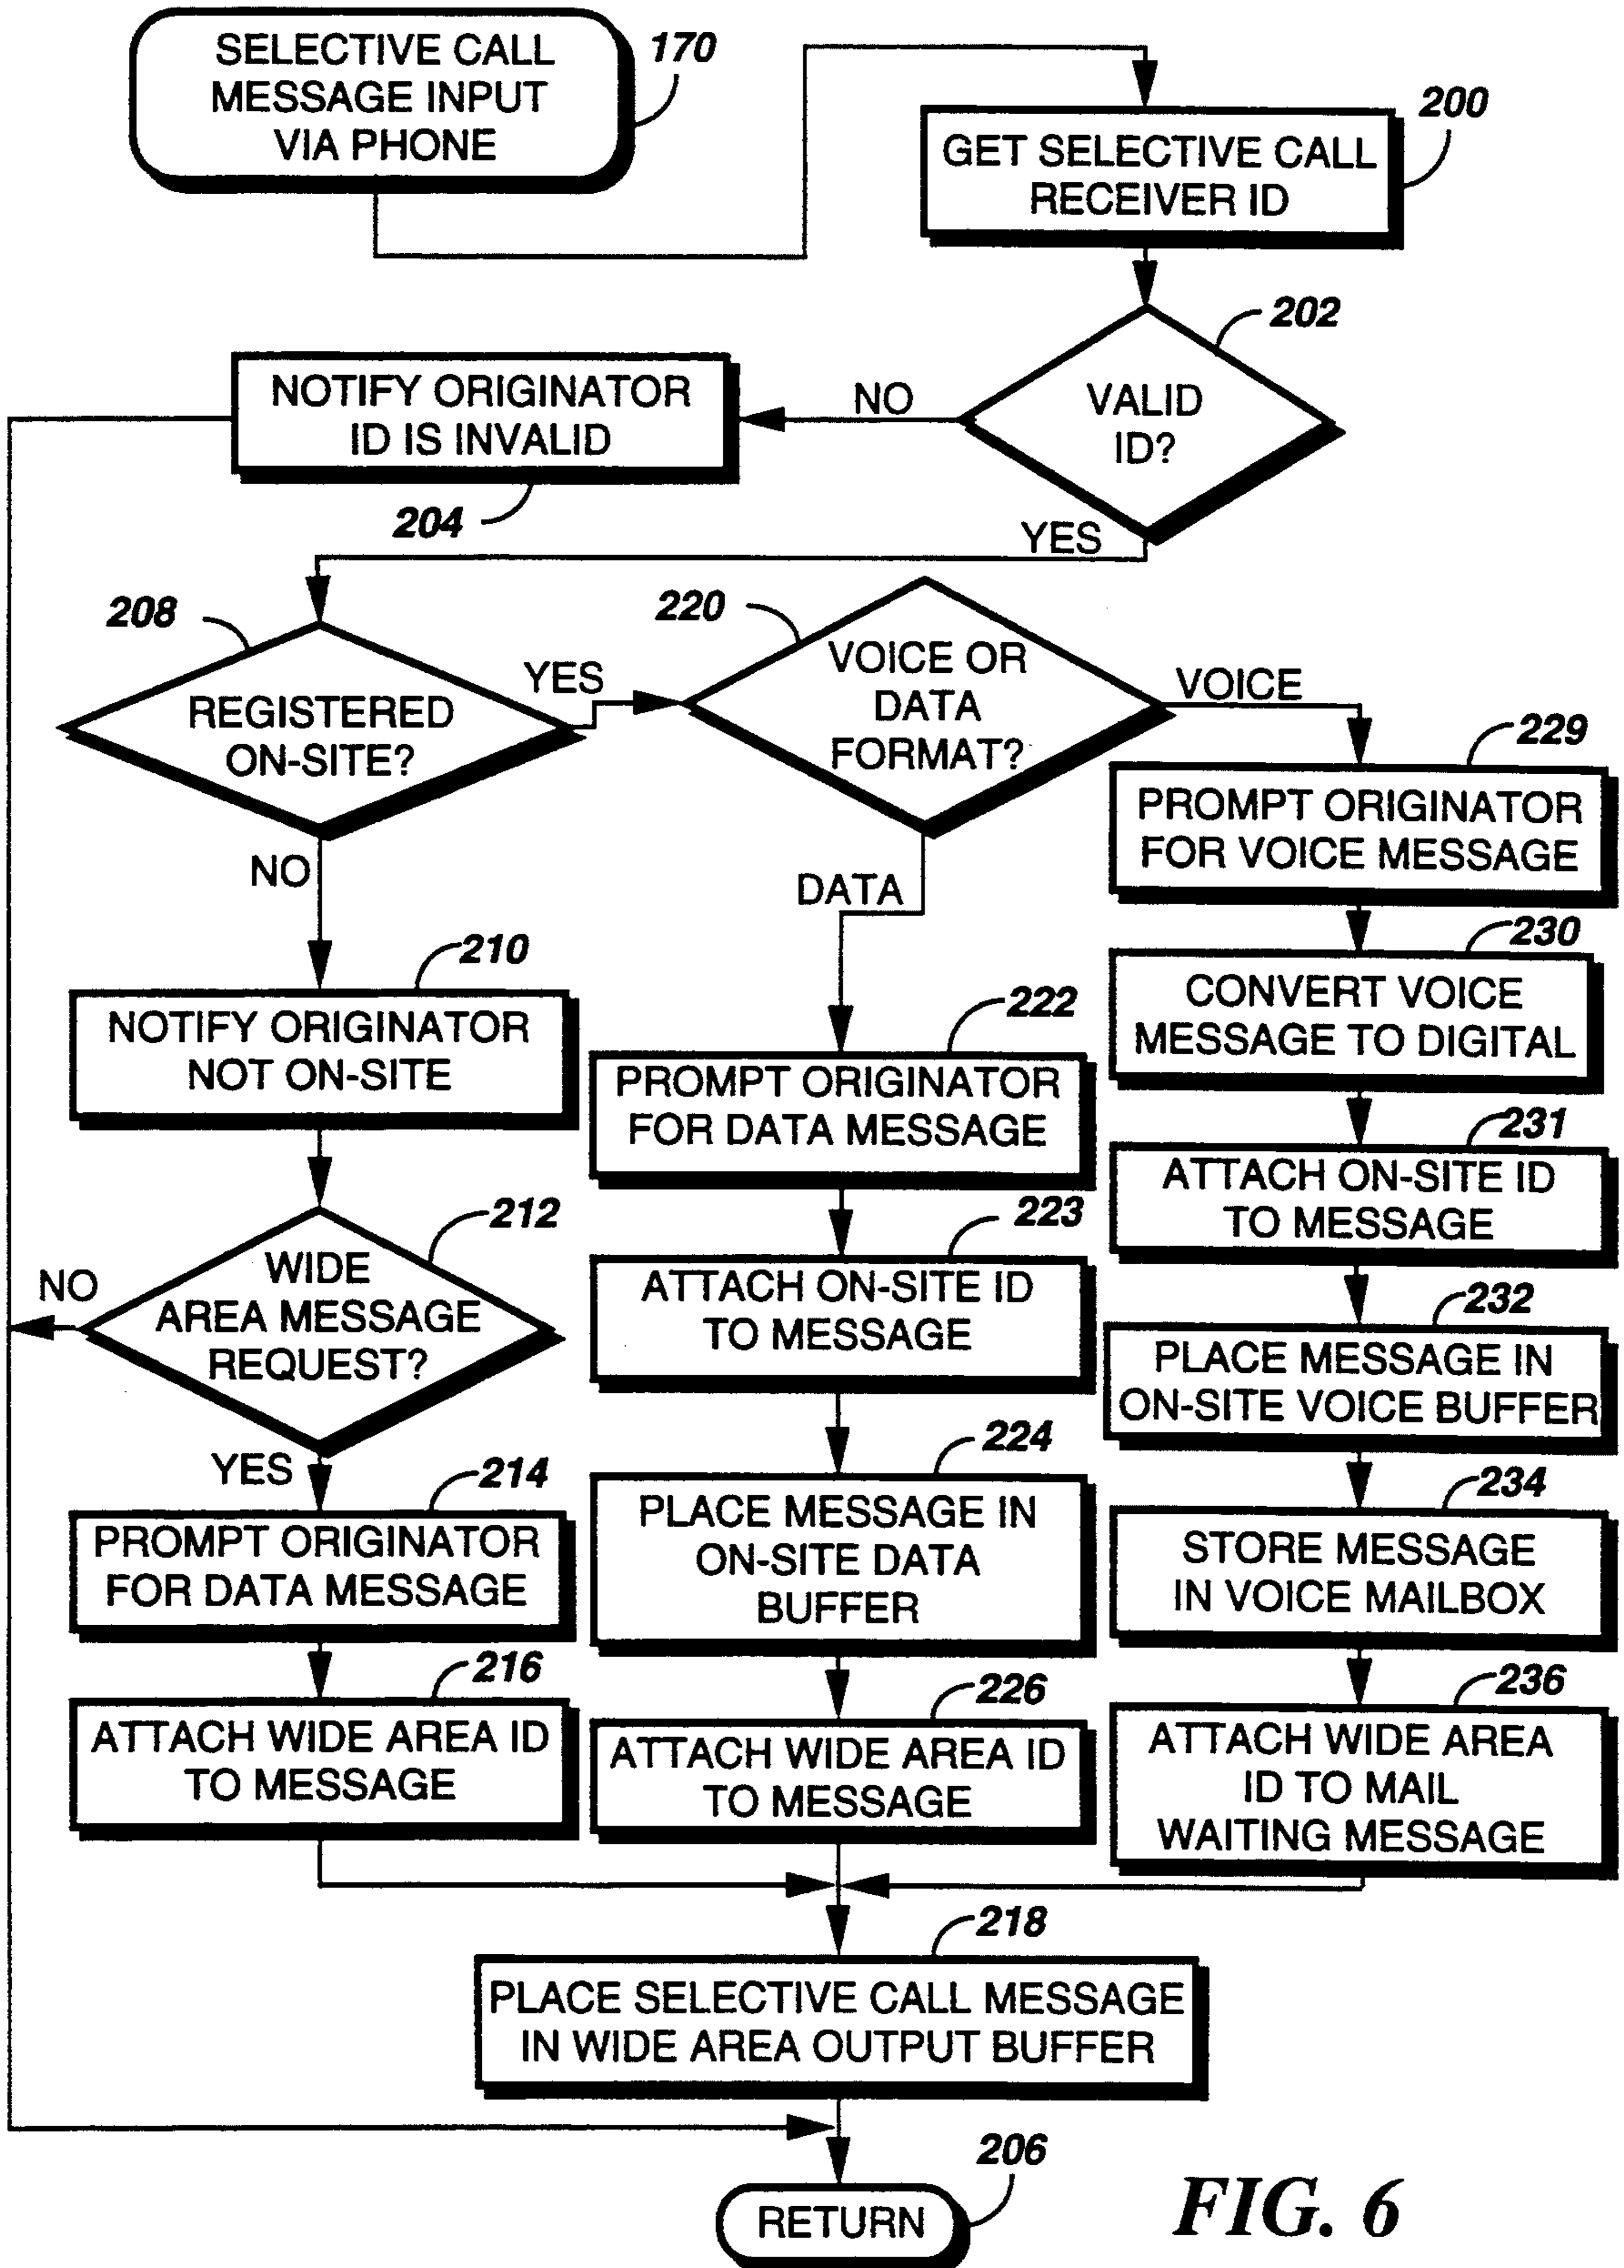 SELECTIVE CALL
MESSAGE INPUT
VIA PHONE
170
GET SELECTIVE CALL
RECEIVER ID
200
VALID
ID?
202
NO
NOTIFY ORIGINATOR
ID IS INVALID
204
YES
208
REGISTERED
ON-SITE?
YES
220
VOICE OR
DATA
FORMAT?
VOICE
229
PROMPT ORIGINATOR
FOR VOICE MESSAGE
NO
DATA
230
CONVERT VOICE
MESSAGE TO DIGITAL
210
NOTIFY ORIGINATOR
NOT ON-SITE
222
PROMPT ORIGINATOR
FOR DATA MESSAGE
231
ATTACH ON-SITE ID
TO MESSAGE
212
WIDE
AREA MESSAGE
REQUEST?
NO
223
ATTACH ON-SITE ID
TO MESSAGE
232
PLACE MESSAGE IN
ON-SITE VOICE BUFFER
YES
214
PROMPT ORIGINATOR
FOR DATA MESSAGE
224
PLACE MESSAGE IN
ON-SITE DATA
BUFFER
234
STORE MESSAGE
IN VOICE MAILBOX
216
ATTACH WIDE AREA ID
TO MESSAGE
226
ATTACH WIDE AREA ID
TO MESSAGE
236
ATTACH WIDE AREA
ID TO MAIL
WAITING MESSAGE
218
PLACE SELECTIVE CALL MESSAGE
IN WIDE AREA OUTPUT BUFFER
206
RETURN
FIG. 6